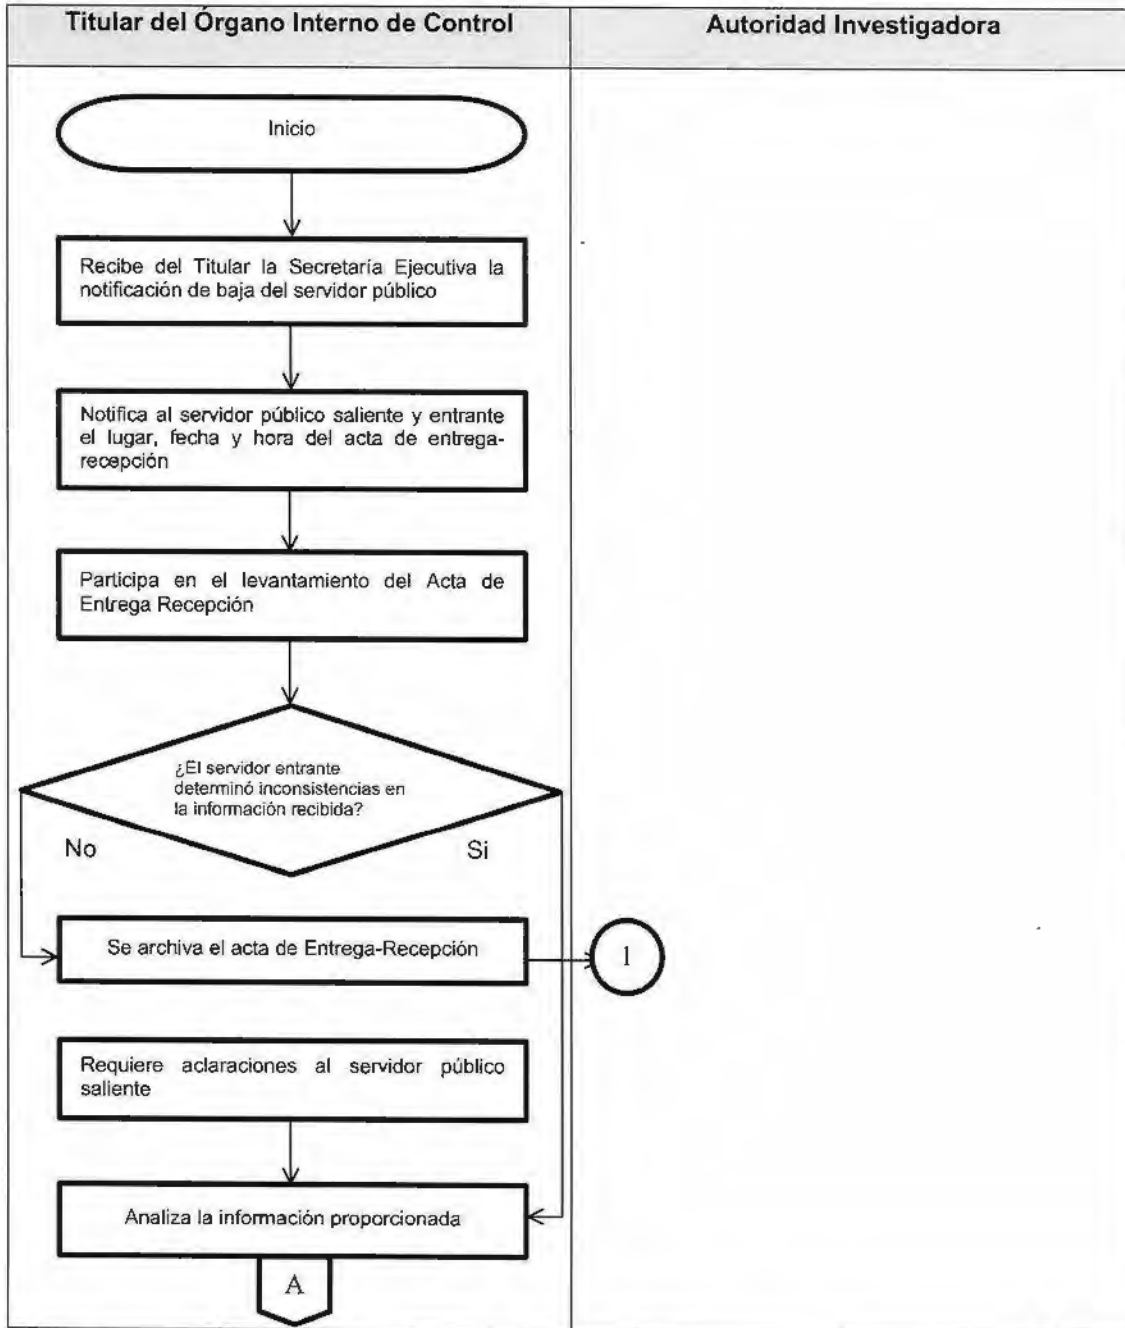 Titular del Órgano Interno de Control
Autoridad Investigadora
Inicio
Recibe del Titular la Secretaría Ejecutiva la
notificación de baja del servidor público
Notifica al servidor público saliente y entrante
el lugar, fecha y hora del acta de entrega-
recepción
Participa en el levantamiento del Acta de
Entrega Recepción
¿El servidor entrante
determinó inconsistencias en
la información recibida?
No
Si
Se archiva el acta de Entrega-Recepción
1
Requiere aclaraciones al servidor público
saliente
Analiza la información proporcionada
A